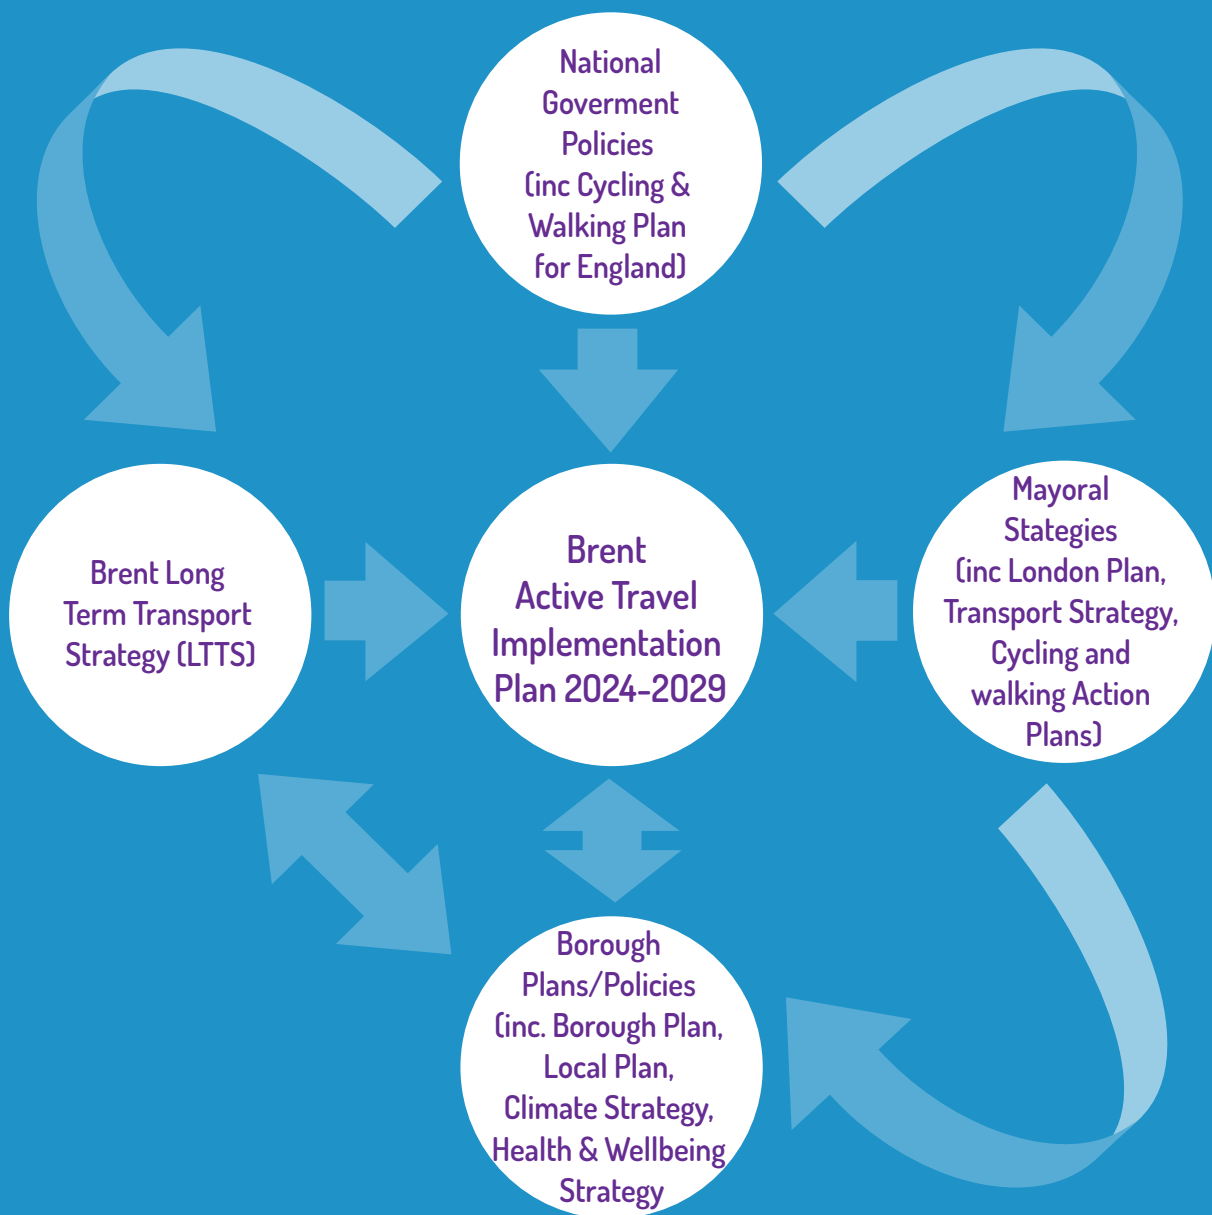 National
Goverment
Policies
(inc Cycling &
Walking Plan
for England)
Brent Long
Term Transport
Strategy (LTTS)
Brent
Active Travel
Implementation
Plan 2024-2029
Mayoral
Stategies
(inc London Plan,
Transport Strategy,
Cycling and
walking Action
Plans)
Borough
Plans/Policies
(inc. Borough Plan,
Local Plan,
Climate Strategy,
Health & Wellbeing
Strategy